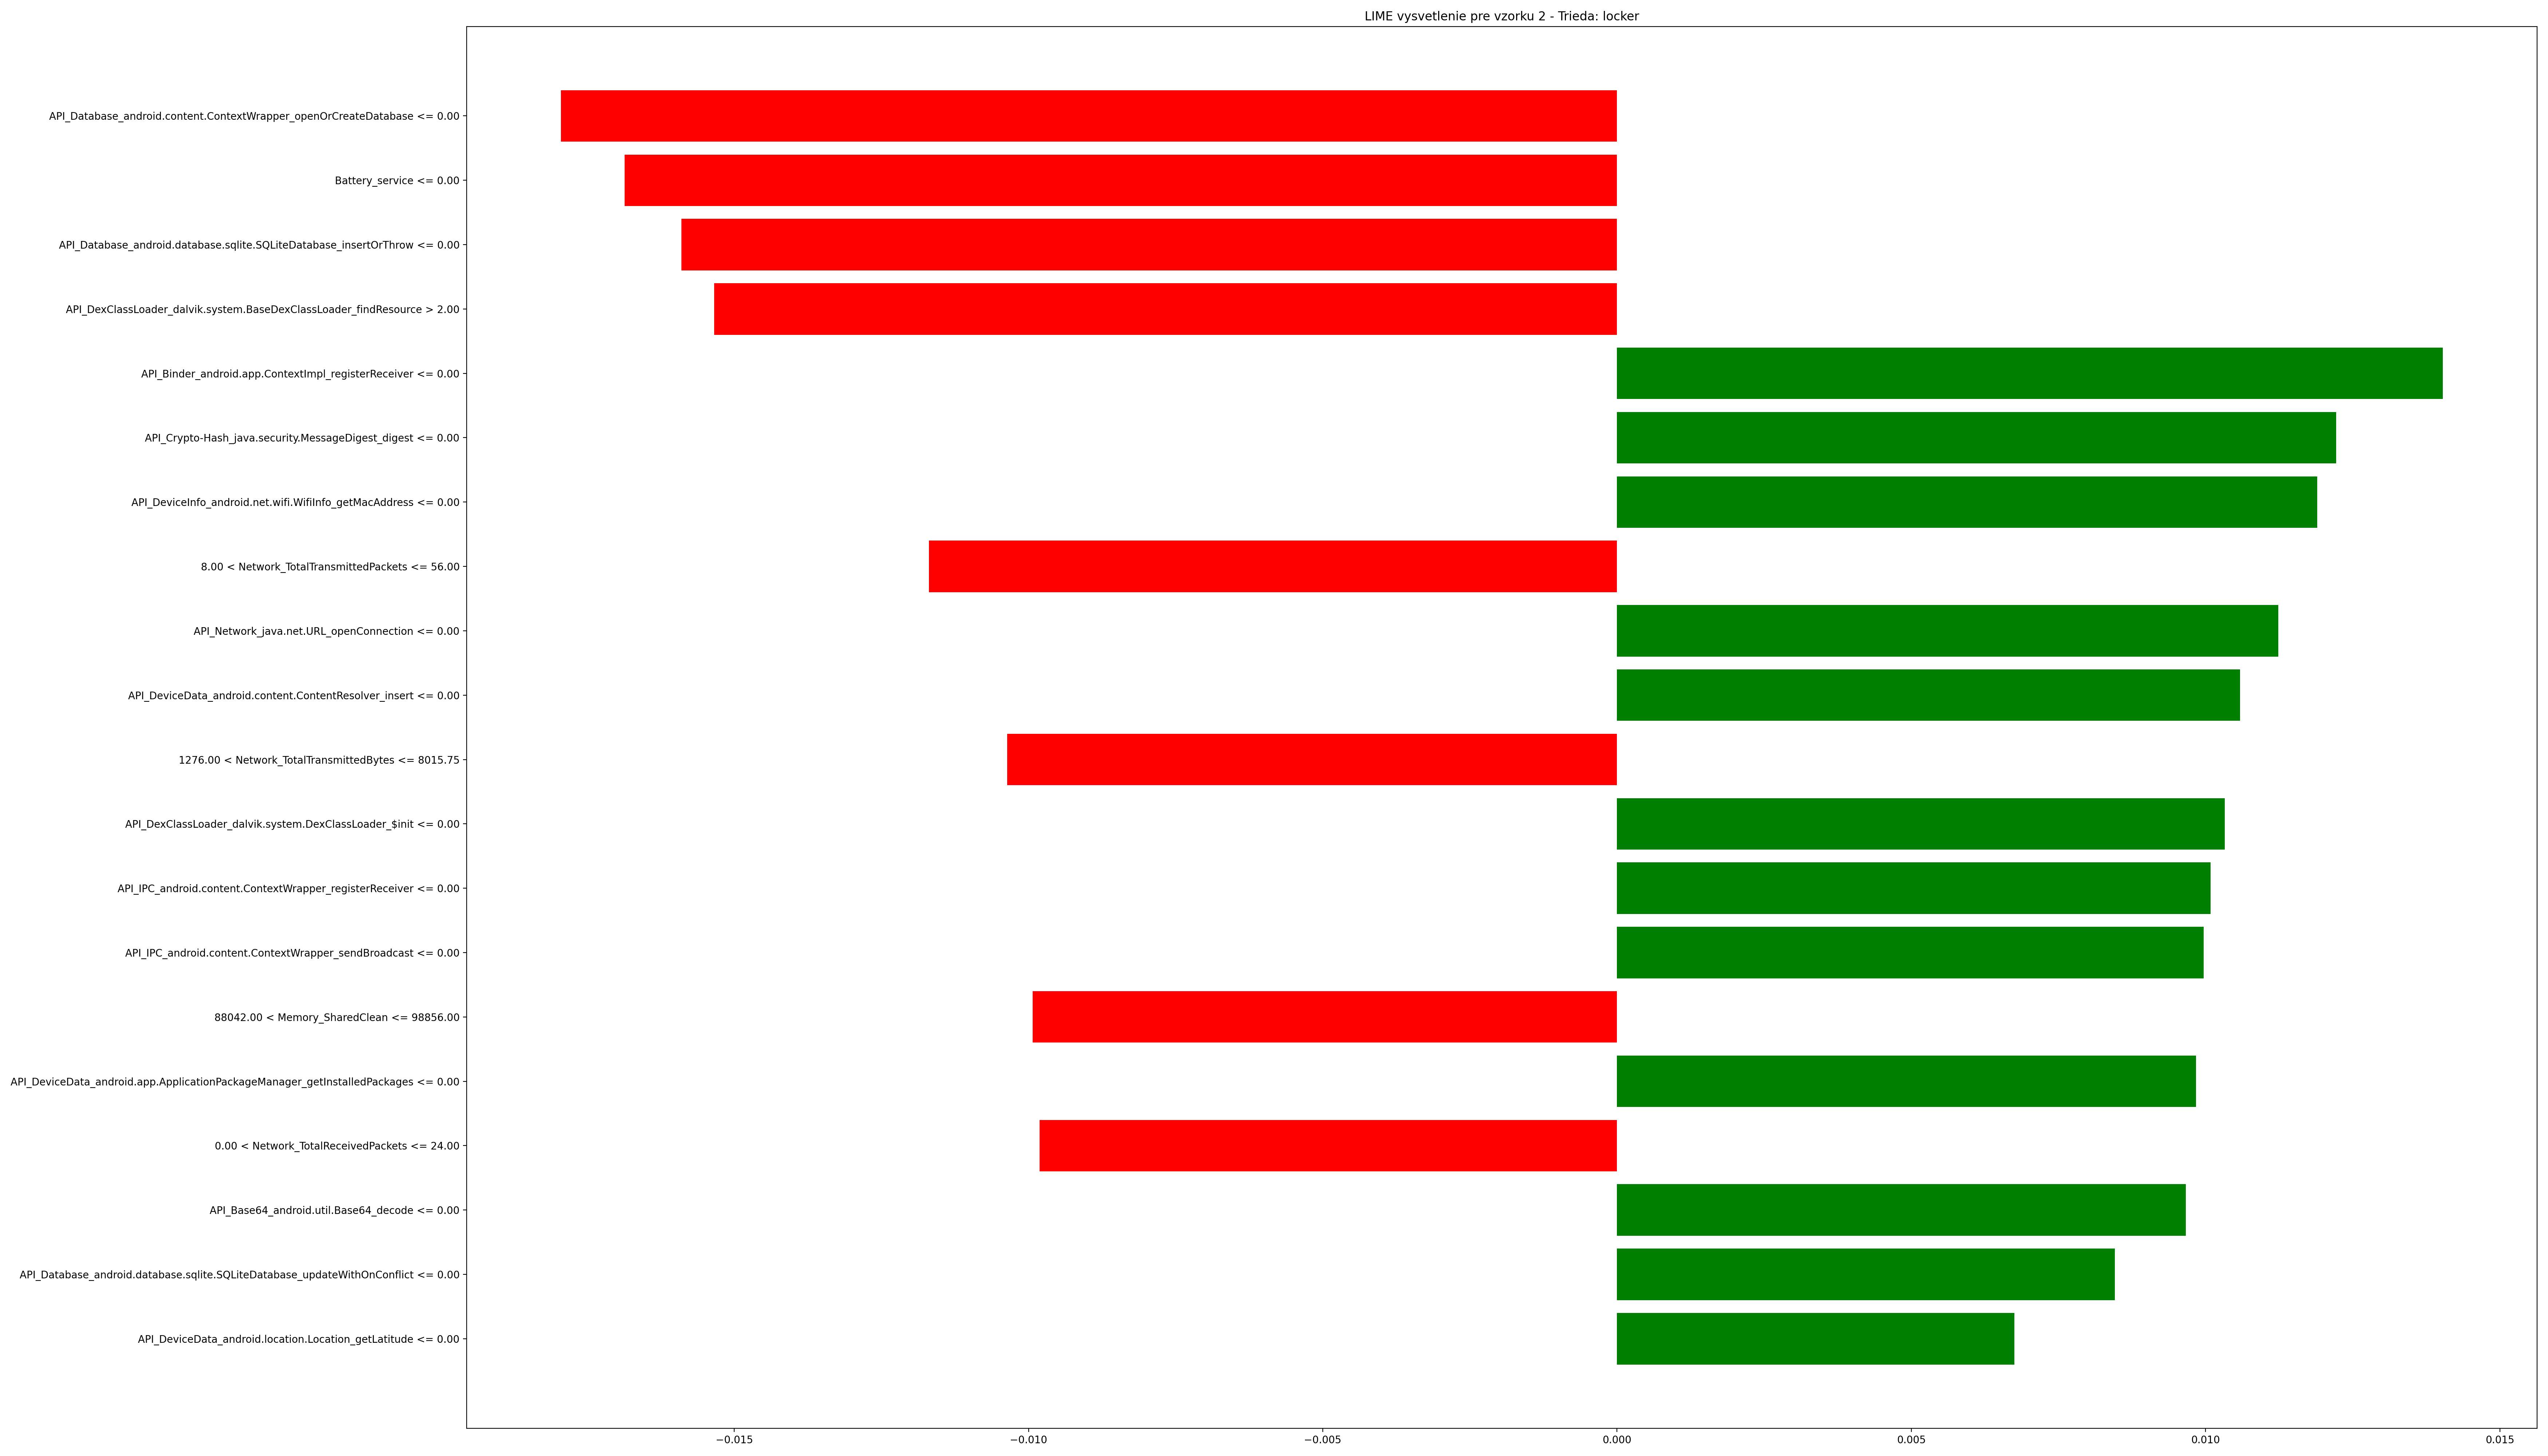 LIME vysvetlenie pre vzorku 2 - Trieda: locker
API_Database_android.content.ContextWrapper_openOrCreateDatabase <= 0.00
Battery_service <= 0.00
API_Database_android.database.sqlite.SQLiteDatabase_insertOrThrow <= 0.00
API_DexClassLoader_dalvik.system.BaseDexClassLoader_findResource > 2.00
API_Binder_android.app.ContextImpl_registerReceiver <= 0.00
API_Crypto-Hash_java.security.MessageDigest_digest <= 0.00
API_DeviceInfo_android.net.wifi.WifiInfo_getMacAddress <= 0.00
8.00 < Network_TotalTransmittedPackets <= 56.00
API_Network_java.net.URL_openConnection <= 0.00
API_DeviceData_android.content.ContentResolver_insert <= 0.00
1276.00 < Network_TotalTransmittedBytes <= 8015.75
API_DexClassLoader_dalvik.system.DexClassLoader_$init <= 0.00
API_IPC_android.content.ContextWrapper_registerReceiver <= 0.00
API_IPC_android.content.ContextWrapper_sendBroadcast <= 0.00
88042.00 < Memory_SharedClean <= 98856.00
API_DeviceData_android.app.ApplicationPackageManager_getInstalledPackages <= 0.00
0.00 < Network_TotalReceivedPackets <= 24.00
API_Base64_android.util.Base64_decode <= 0.00
API_Database_android.database.sqlite.SQLiteDatabase_updateWithOnConflict <= 0.00
API_DeviceData_android.location.Location_getLatitude <= 0.00
−0.015 −0.010 −0.005 0.000 0.005 0.010 0.015